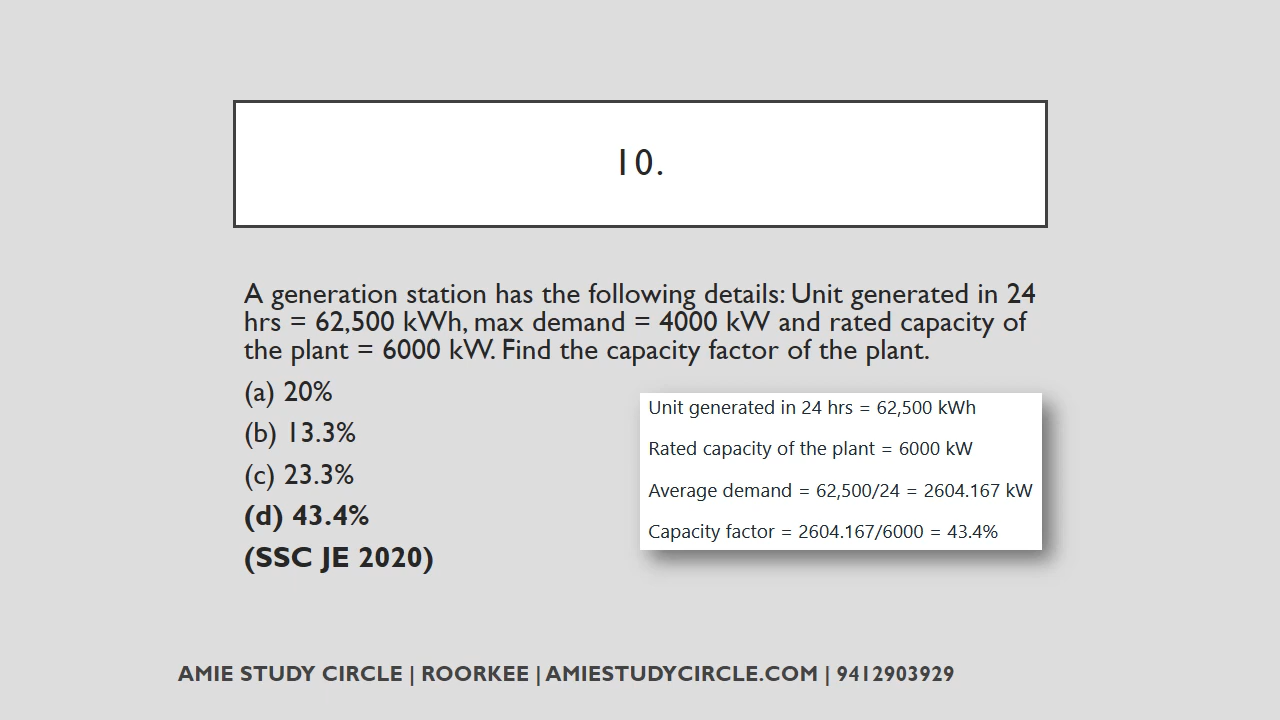 10.
A generation station has the following details: Unit generated in 24
hrs = 62,500 kWh, max demand = 4000 kW and rated capacity of
the plant = 6000 kW. Find the capacity factor of the plant.
(a) 20%
(b) 13.3%
(c) 23.3%
(d) 43.4%
(SSC JE 2020)
Unit generated in 24 hrs = 62,500 kWh
Rated capacity of the plant = 6000 kW
Average demand = 62,500/24 = 2604.167 kW
Capacity factor = 2604.167/6000 = 43.4%
AMIE STUDY CIRCLE | ROORKEE | AMIESTUDYCIRCLE.COM | 9412903929